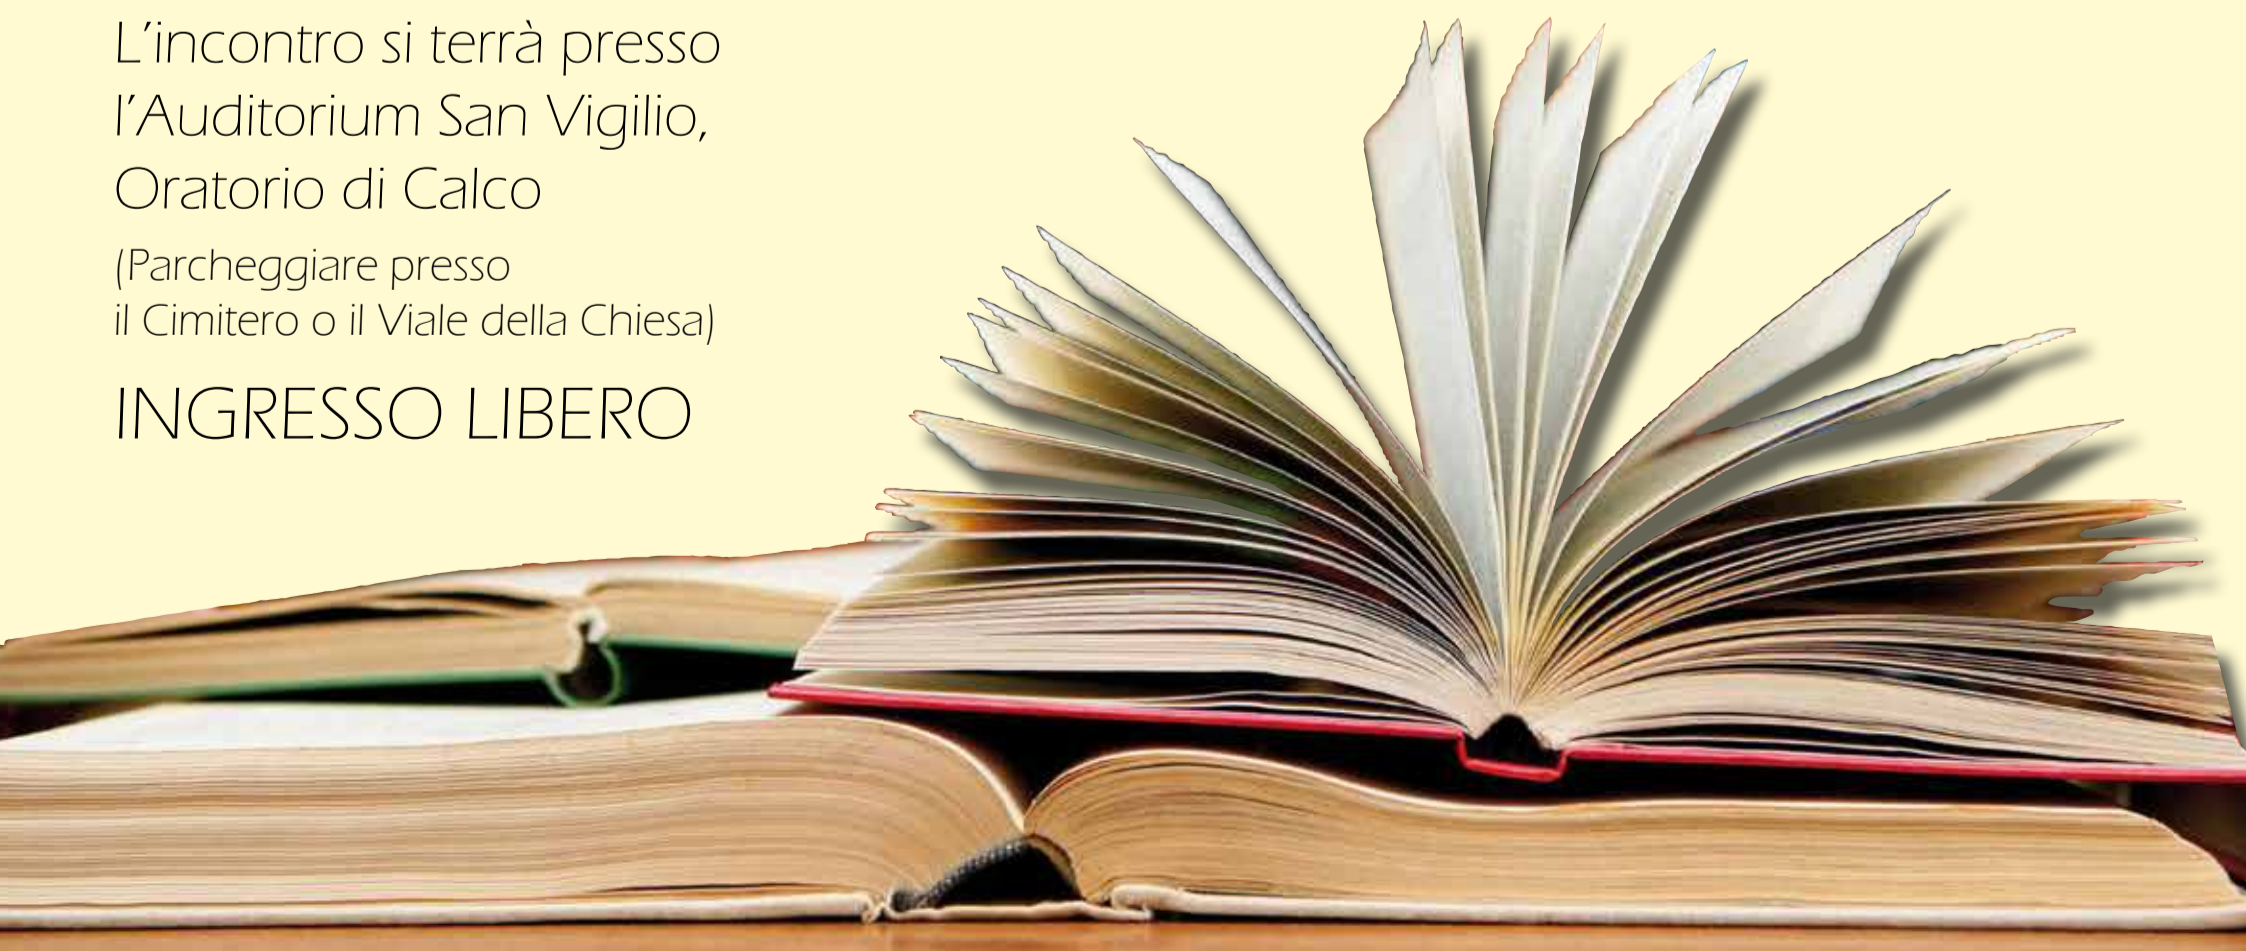 L'incontro si terrà presso
l'Auditorium San Vigilio,
Oratorio di Calco
(Parcheggiare presso
il Cimitero o il Viale della Chiesa)
INGRESSO LIBERO